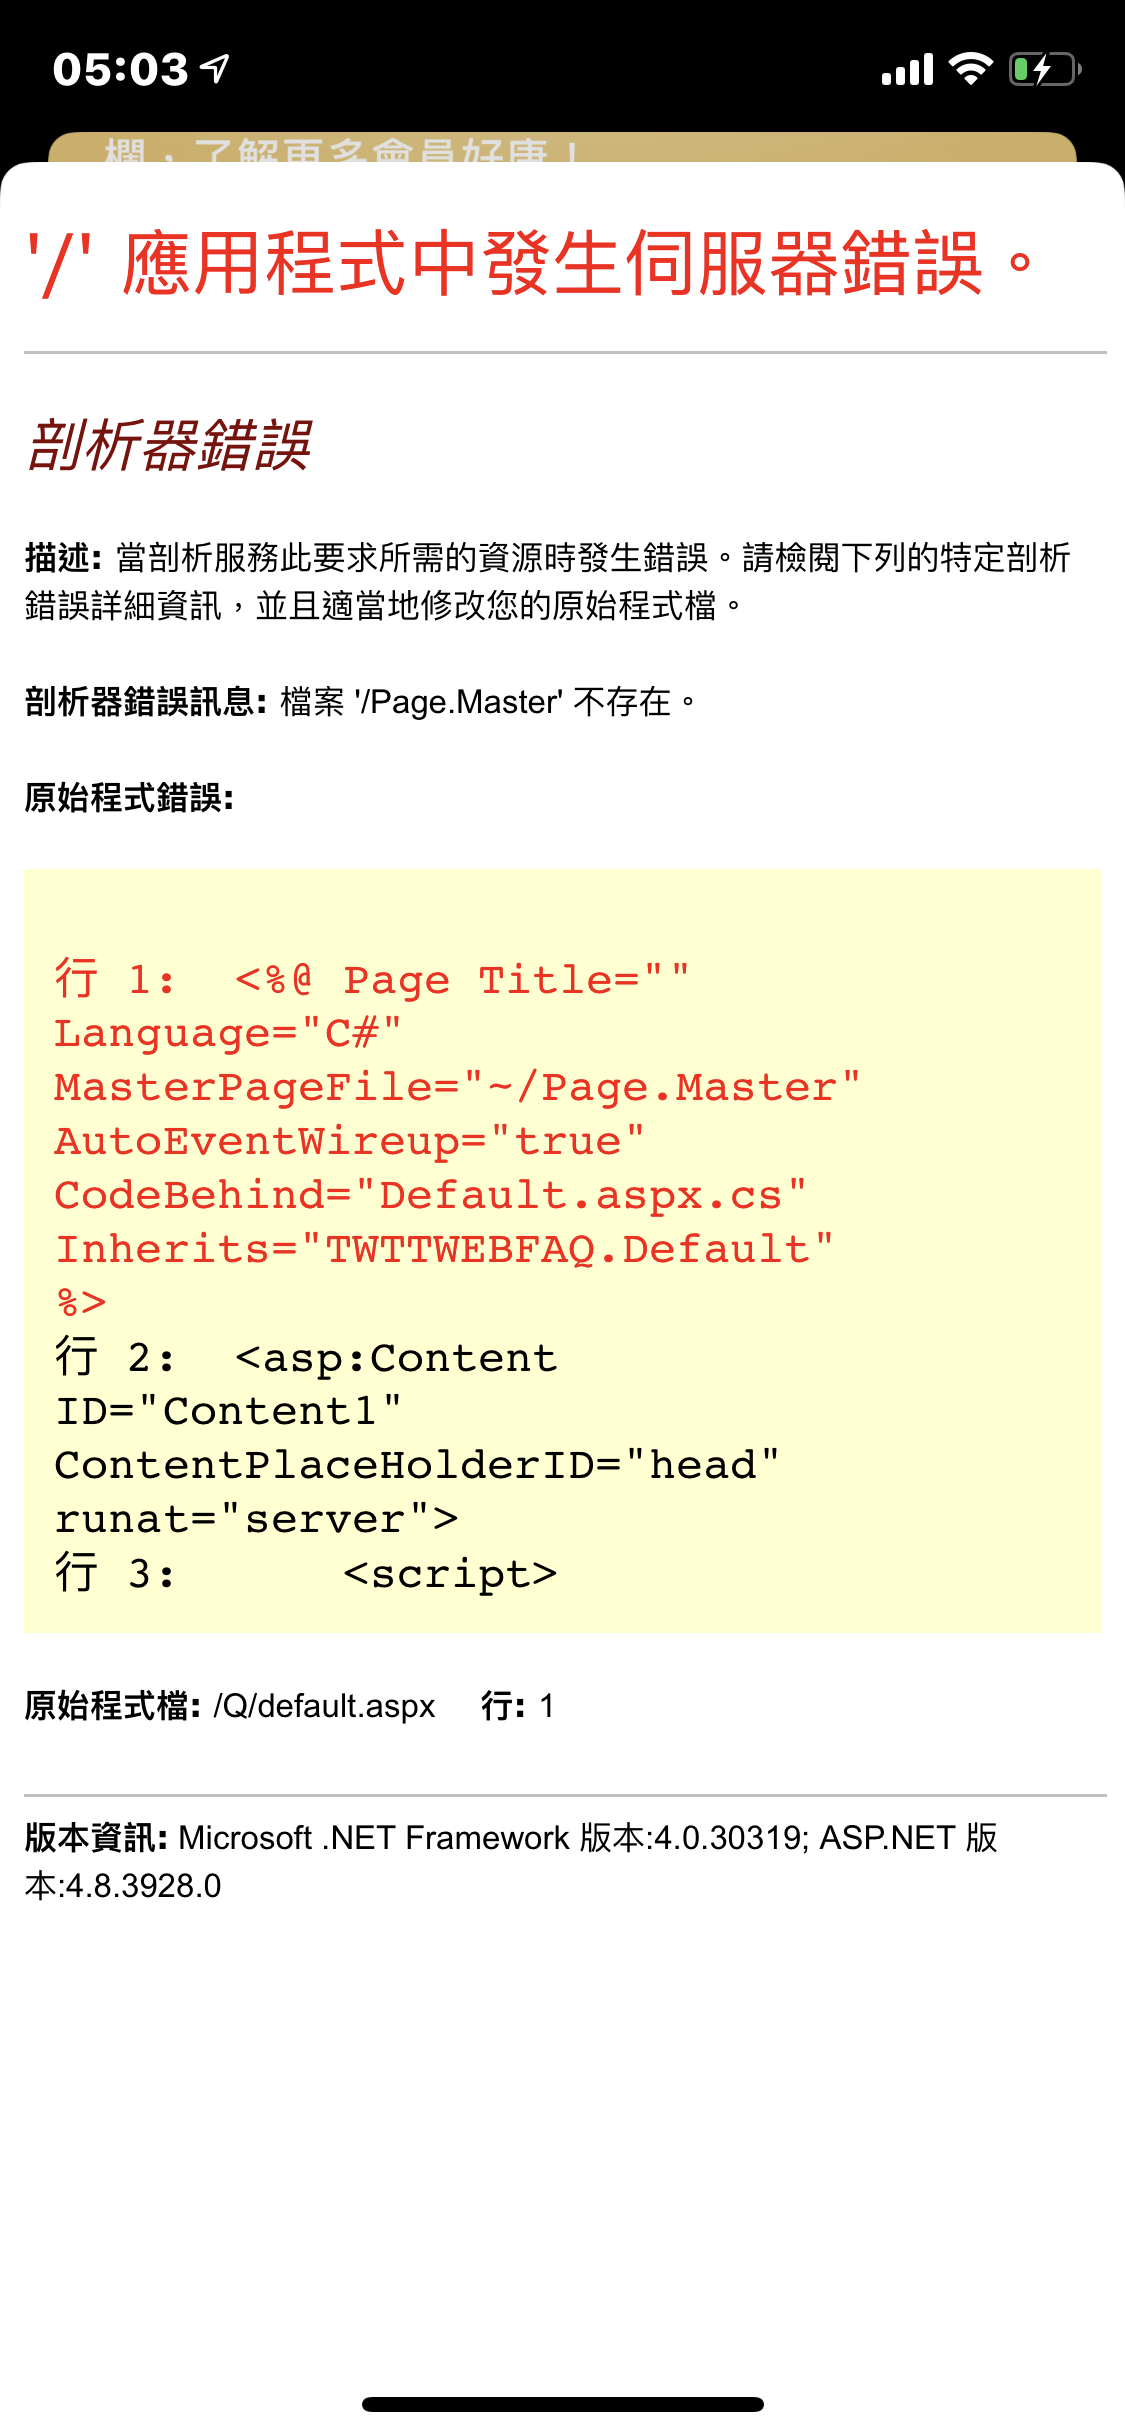 05:03
欄，了解更多會員好康！
'/' 應用程式中發生伺服器錯誤。
剖析器錯誤
描述: 當剖析服務此要求所需的資源時發生錯誤。請檢閱下列的特定剖析
錯誤詳細資訊，並且適當地修改您的原始程式檔。
剖析器錯誤訊息: 檔案 '/Page.Master' 不存在。
原始程式錯誤:
行 1:  <%@ Page Title=""
Language="C#"
MasterPageFile="~/Page.Master"
AutoEventWireup="true"
CodeBehind="Default.aspx.cs"
Inherits="TWTTWEBFAQ.Default"
%>
行 2:  <asp:Content
ID="Content1"
ContentPlaceHolderID="head"
runat="server">
行 3:      <script>
原始程式檔: /Q/default.aspx    行: 1
版本資訊: Microsoft .NET Framework 版本:4.0.30319; ASP.NET 版
本:4.8.3928.0